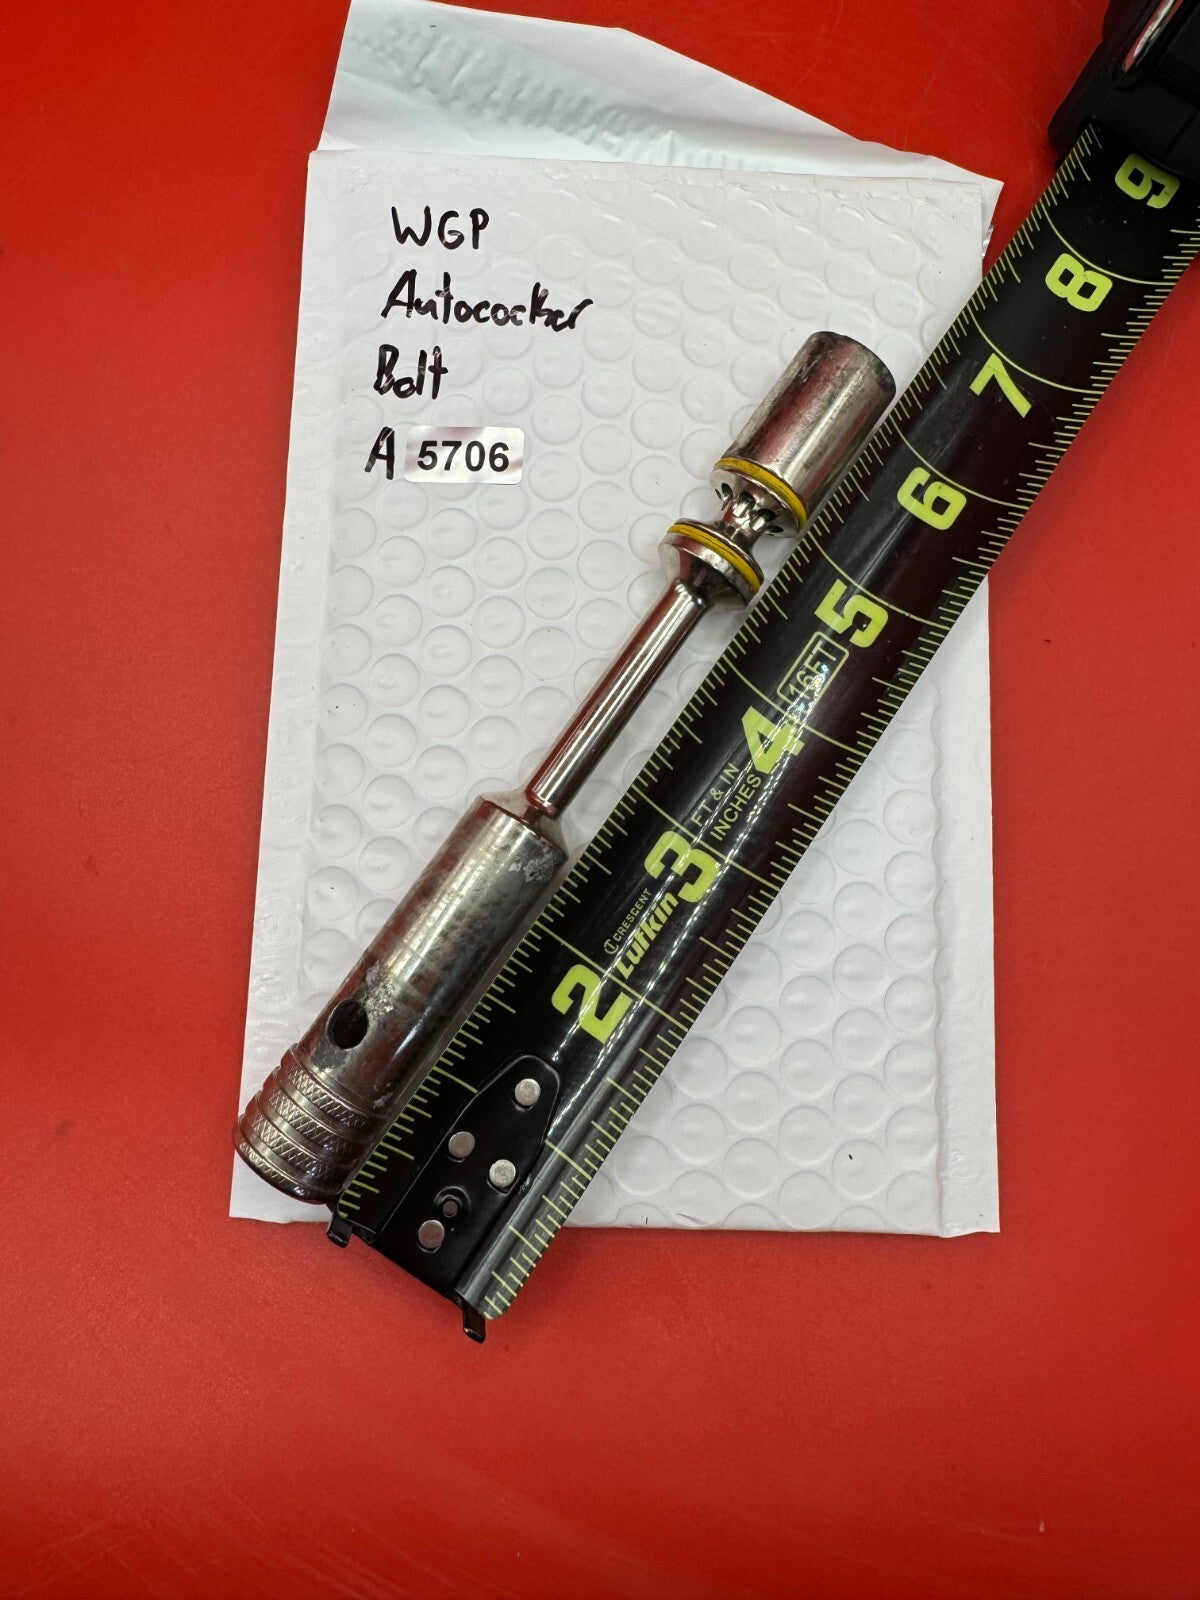 WGP
Autococker
Bolt
A 5706
9
8
7
6
5
16FT
4
FT & IN
INCHES
3
CRESCENT
Lufkin
2